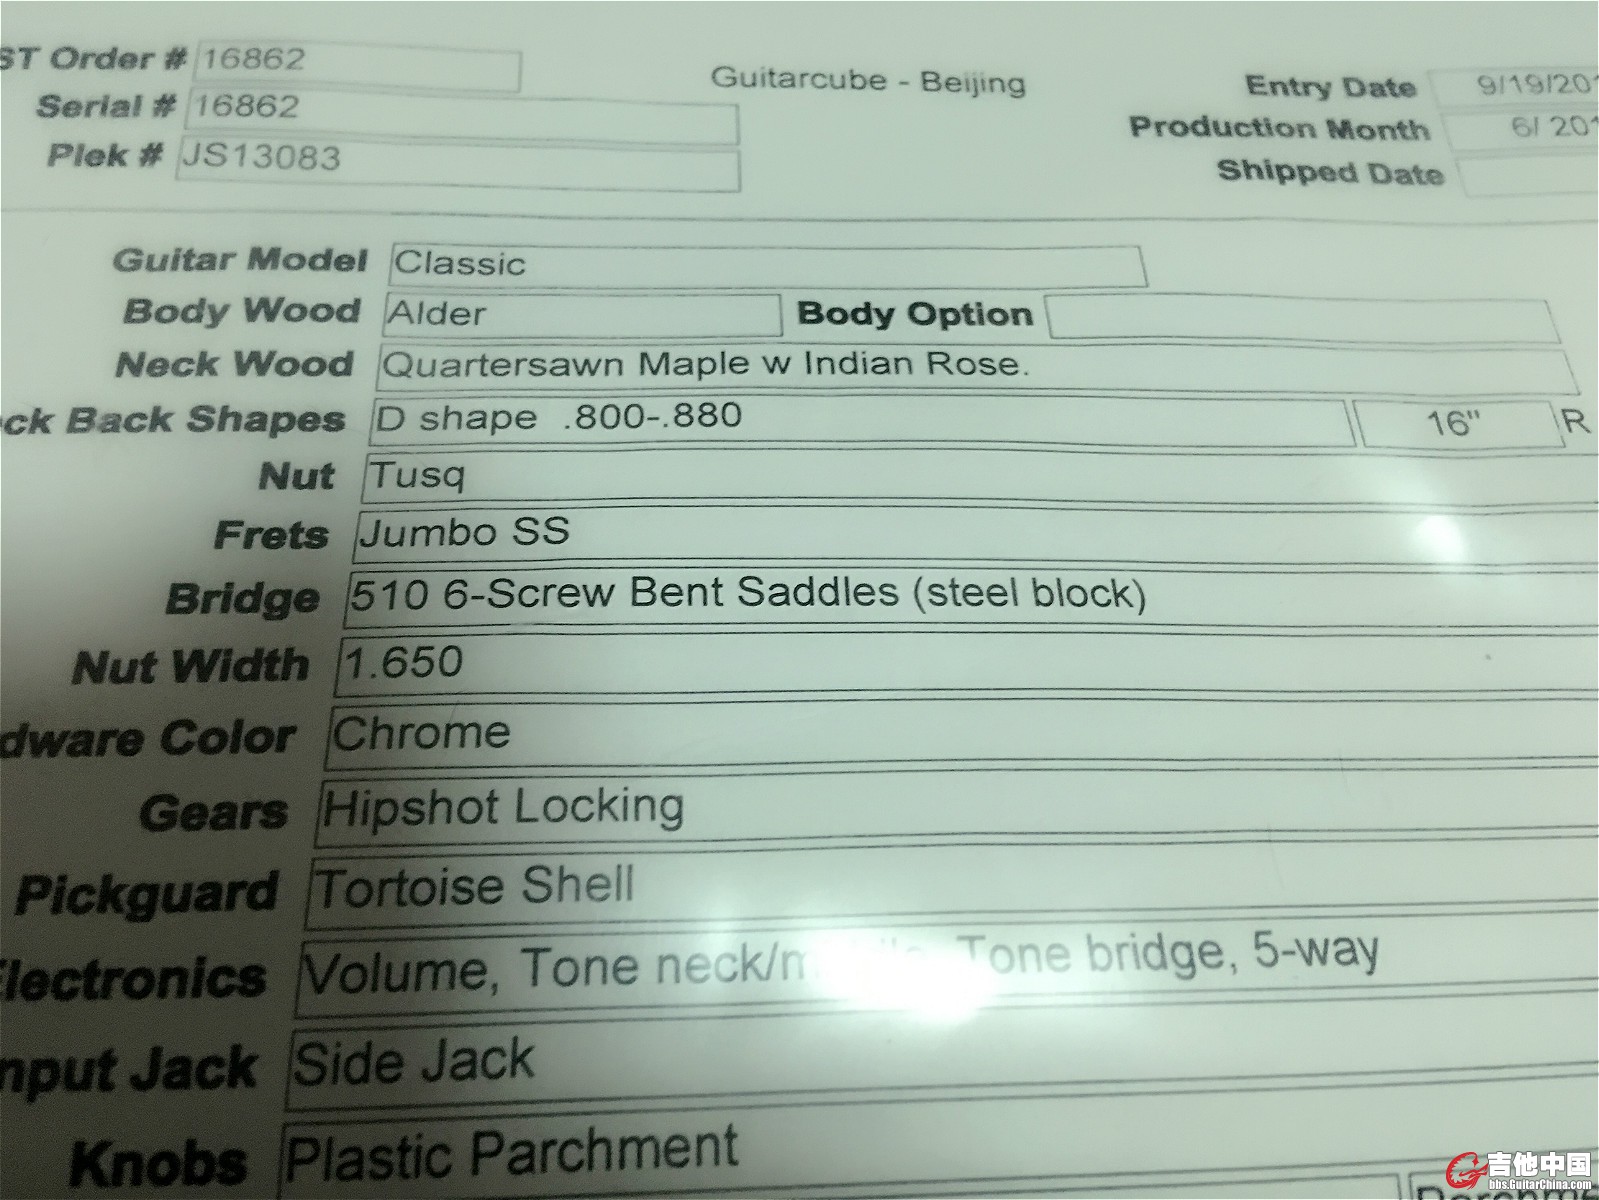 ST Order # 16862
Guitarcube - Beijing
Entry Date 9/19/201
Serial # 16862
Production Month 6/ 201
Plek # JS13083
Shipped Date
Guitar Model Classic
Body Wood Alder Body Option
Neck Wood Quartersawn Maple w Indian Rose.
ck Back Shapes D shape .800-.880 16" R
Nut Tusq
Frets Jumbo SS
Bridge 510 6-Screw Bent Saddles (steel block)
Nut Width 1.650
dware Color Chrome
Gears Hipshot Locking
Pickguard Tortoise Shell
Electronics Volume, Tone neck/m Tone bridge, 5-way
nput Jack Side Jack
Knobs Plastic Parchment
吉他中国
bbs.GuitarChina.com